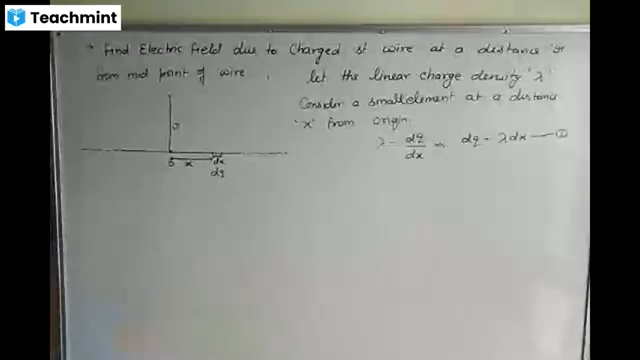 Teachmint
* Find Electric Field due to Charged st wire at a distance 'r'
from mid point of wire.
let the linear charge density 'λ'
Consider a small element at a distance
'x' from origin
λ = dq/dx ⇒ dq = λdx — ①
r
O x dx
dq